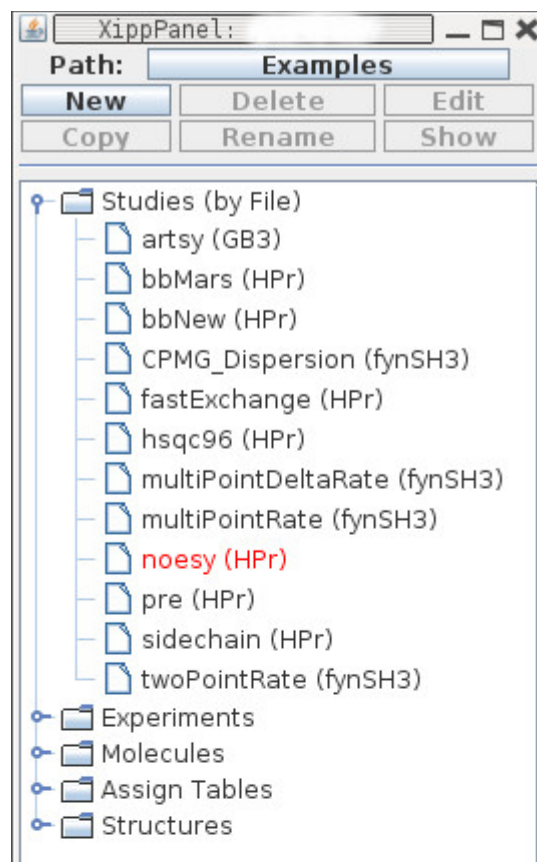 XippPanel:
Path: Examples
New Delete Edit
Copy Rename Show
Studies (by File)
artsy (GB3)
bbMars (HPr)
bbNew (HPr)
CPMG_Dispersion (fynSH3)
fastExchange (HPr)
hsqc96 (HPr)
multiPointDeltaRate (fynSH3)
multiPointRate (fynSH3)
noesy (HPr)
pre (HPr)
sidechain (HPr)
twoPointRate (fynSH3)
Experiments
Molecules
Assign Tables
Structures